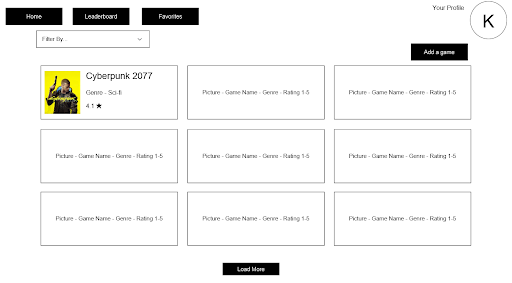 Home
Leaderboard
Favorites
Your Profile
K
Filter By...
Add a game
Cyberpunk 2077
Genre - Sci-fi
4.1 ★
Picture - Game Name - Genre - Rating 1-5
Picture - Game Name - Genre - Rating 1-5
Picture - Game Name - Genre - Rating 1-5
Picture - Game Name - Genre - Rating 1-5
Picture - Game Name - Genre - Rating 1-5
Picture - Game Name - Genre - Rating 1-5
Picture - Game Name - Genre - Rating 1-5
Picture - Game Name - Genre - Rating 1-5
Load More